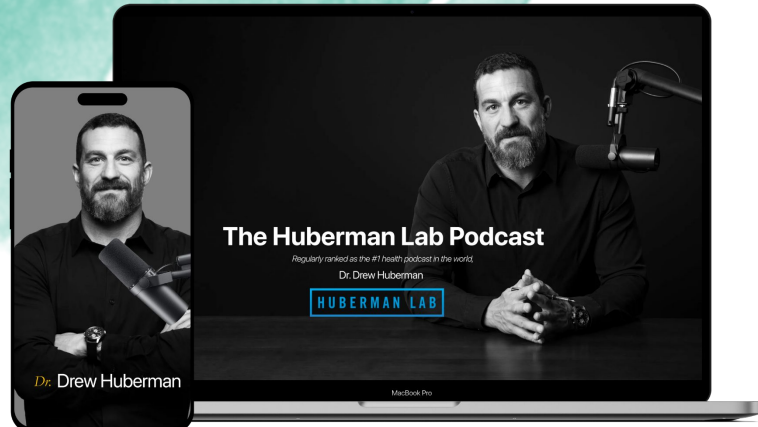 The Huberman Lab Podcast
Regularly ranked as the #1 health podcast in the world,
Dr. Drew Huberman
HUBERMAN LAB
MacBook Pro
Dr. Drew Huberman